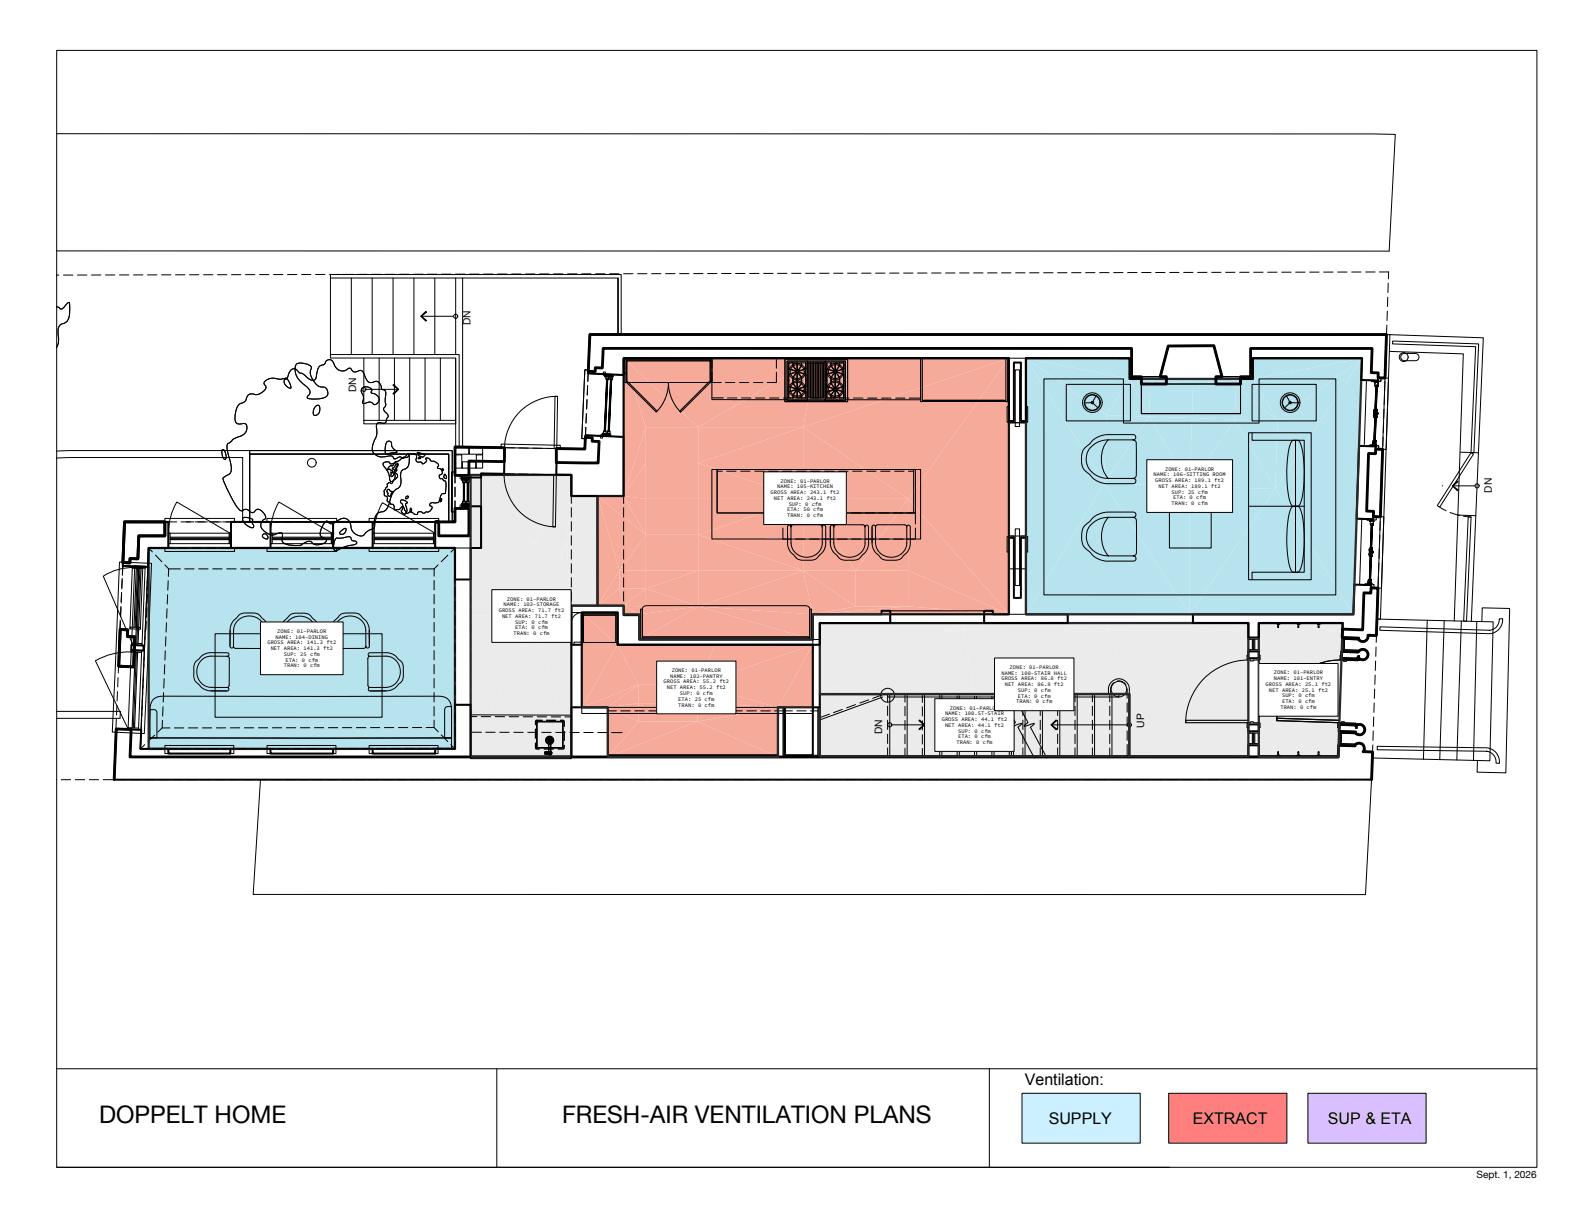 DN
DN
ZONE: 01-PARLOR
NAME: 106-SITTING ROOM
GROSS AREA: 189.1 ft2
NET AREA: 189.1 ft2
SUP: 35 cfm
ETA: 0 cfm
TRAN: 0 cfm
ZONE: 01-PARLOR
NAME: 105-KITCHEN
GROSS AREA: 243.1 ft2
NET AREA: 243.1 ft2
SUP: 0 cfm
ETA: 50 cfm
TRAN: 0 cfm
DN
ZONE: 01-PARLOR
NAME: 103-STORAGE
GROSS AREA: 71.7 ft2
NET AREA: 71.7 ft2
SUP: 0 cfm
ETA: 0 cfm
TRAN: 0 cfm
ZONE: 01-PARLOR
NAME: 104-DINING
GROSS AREA: 141.3 ft2
NET AREA: 141.3 ft2
SUP: 25 cfm
ETA: 0 cfm
TRAN: 0 cfm
ZONE: 01-PARLOR
NAME: 102-PANTRY
GROSS AREA: 55.2 ft2
NET AREA: 55.2 ft2
SUP: 0 cfm
ETA: 25 cfm
TRAN: 0 cfm
ZONE: 01-PARLOR
NAME: 100-STAIR HALL
GROSS AREA: 86.8 ft2
NET AREA: 86.8 ft2
SUP: 0 cfm
ETA: 0 cfm
TRAN: 0 cfm
ZONE: 01-PARLOR
NAME: 101-ENTRY
GROSS AREA: 25.1 ft2
NET AREA: 25.1 ft2
SUP: 0 cfm
ETA: 0 cfm
TRAN: 0 cfm
DN
ZONE: 01-PARLO
NAME: 100.ST-STAIR
GROSS AREA: 44.1 ft2
NET AREA: 44.1 ft2
SUP: 0 cfm
ETA: 0 cfm
TRAN: 0 cfm
UP
DOPPELT HOME
FRESH-AIR VENTILATION PLANS
Ventilation:
SUPPLY
EXTRACT
SUP & ETA
Sept. 1, 2026